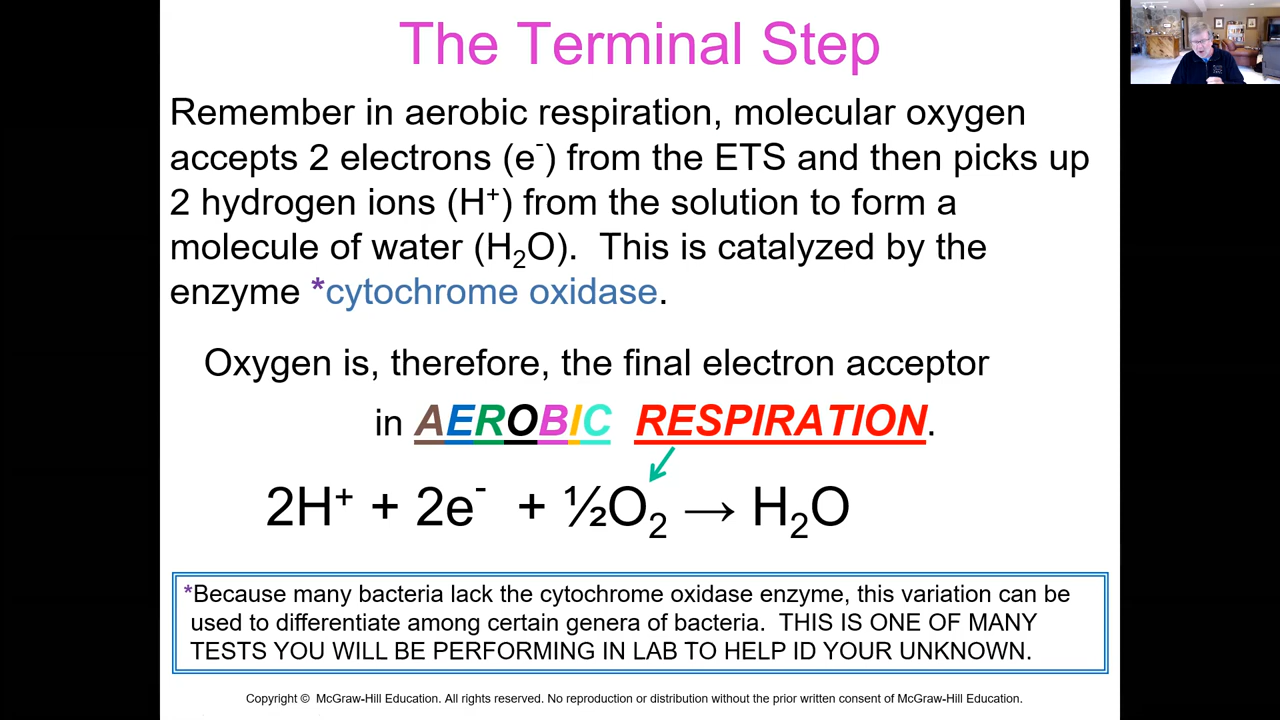 The Terminal Step
Remember in aerobic respiration, molecular oxygen
accepts 2 electrons (e⁻) from the ETS and then picks up
2 hydrogen ions (H⁺) from the solution to form a
molecule of water (H₂O).  This is catalyzed by the
enzyme *cytochrome oxidase.
Oxygen is, therefore, the final electron acceptor
in AEROBIC RESPIRATION.
2H⁺ + 2e⁻ + ½O₂ → H₂O
*Because many bacteria lack the cytochrome oxidase enzyme, this variation can be
used to differentiate among certain genera of bacteria.  THIS IS ONE OF MANY
TESTS YOU WILL BE PERFORMING IN LAB TO HELP ID YOUR UNKNOWN.
Copyright © McGraw-Hill Education. All rights reserved. No reproduction or distribution without the prior written consent of McGraw-Hill Education.